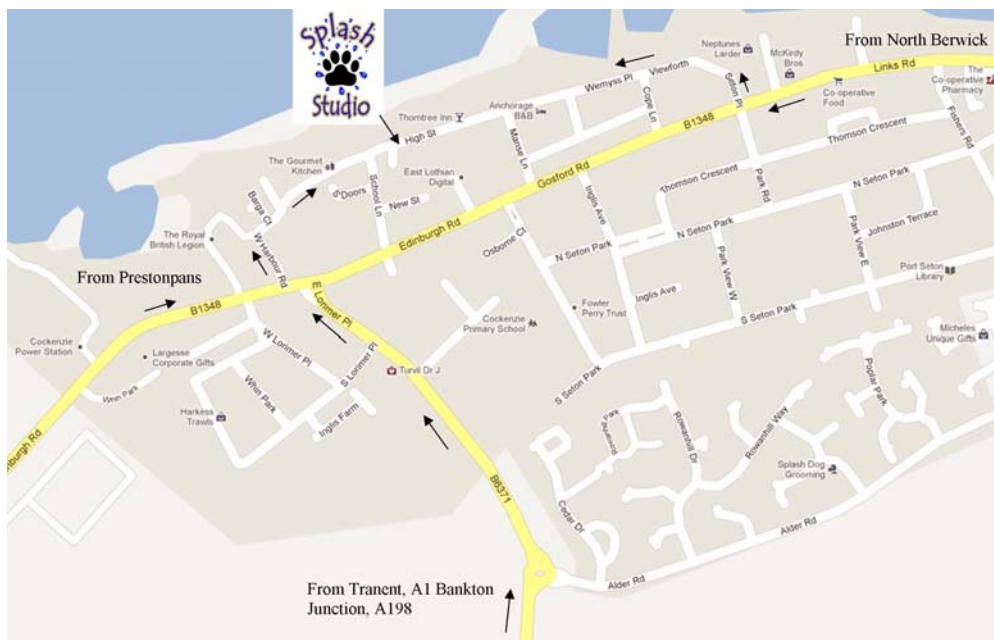 Splash
Studio
From North Berwick
Neptunes
Larder
McKirdy
Bros
Links Rd
The
Co-operative
Pharmacy
Co-operative
Food
Viewforth
Wemyss Pl
Seton Pl
Cope Ln
B1348
Anchorage
B&B
Thorntree Inn
High St
Manse Ln
Thomson Crescent
Fishers Rd
The Gourmet
Kitchen
East Lothian
Digital
Gosford Rd
Thomson Crescent
Park Rd
N Seton Park
Doors
School Ln
New St
Inglis Ave
Barga Ct
N Seton Park
Johnston Terrace
The Royal
British Legion
W Harbour Rd
Edinburgh Rd
Osborne Ct
N Seton Park
Park View W
Park View E
Port Seton
Library
From Prestonpans
B1348
E Lorimer Pl
Inglis Ave
Fowler
Perry Trust
S Seton Park
Cockenzie
Primary School
Micheles
Unique Gifts
Cockenzie
Power Station
Largesse
Corporate Gifts
W Lorimer Pl
S Lorimer Pl
Turvil Dr J
S Seton Park
Poplar Park
Whin Park
Whin Park
Harkess
Trawls
Inglis Farm
Park
Rowanhill Dr
Rowanhill Way
nburgh Rd
B6371
Splash Dog
Grooming
Cedar Dr
Alder Rd
Alder Rd
From Tranent, A1 Bankton
Junction, A198